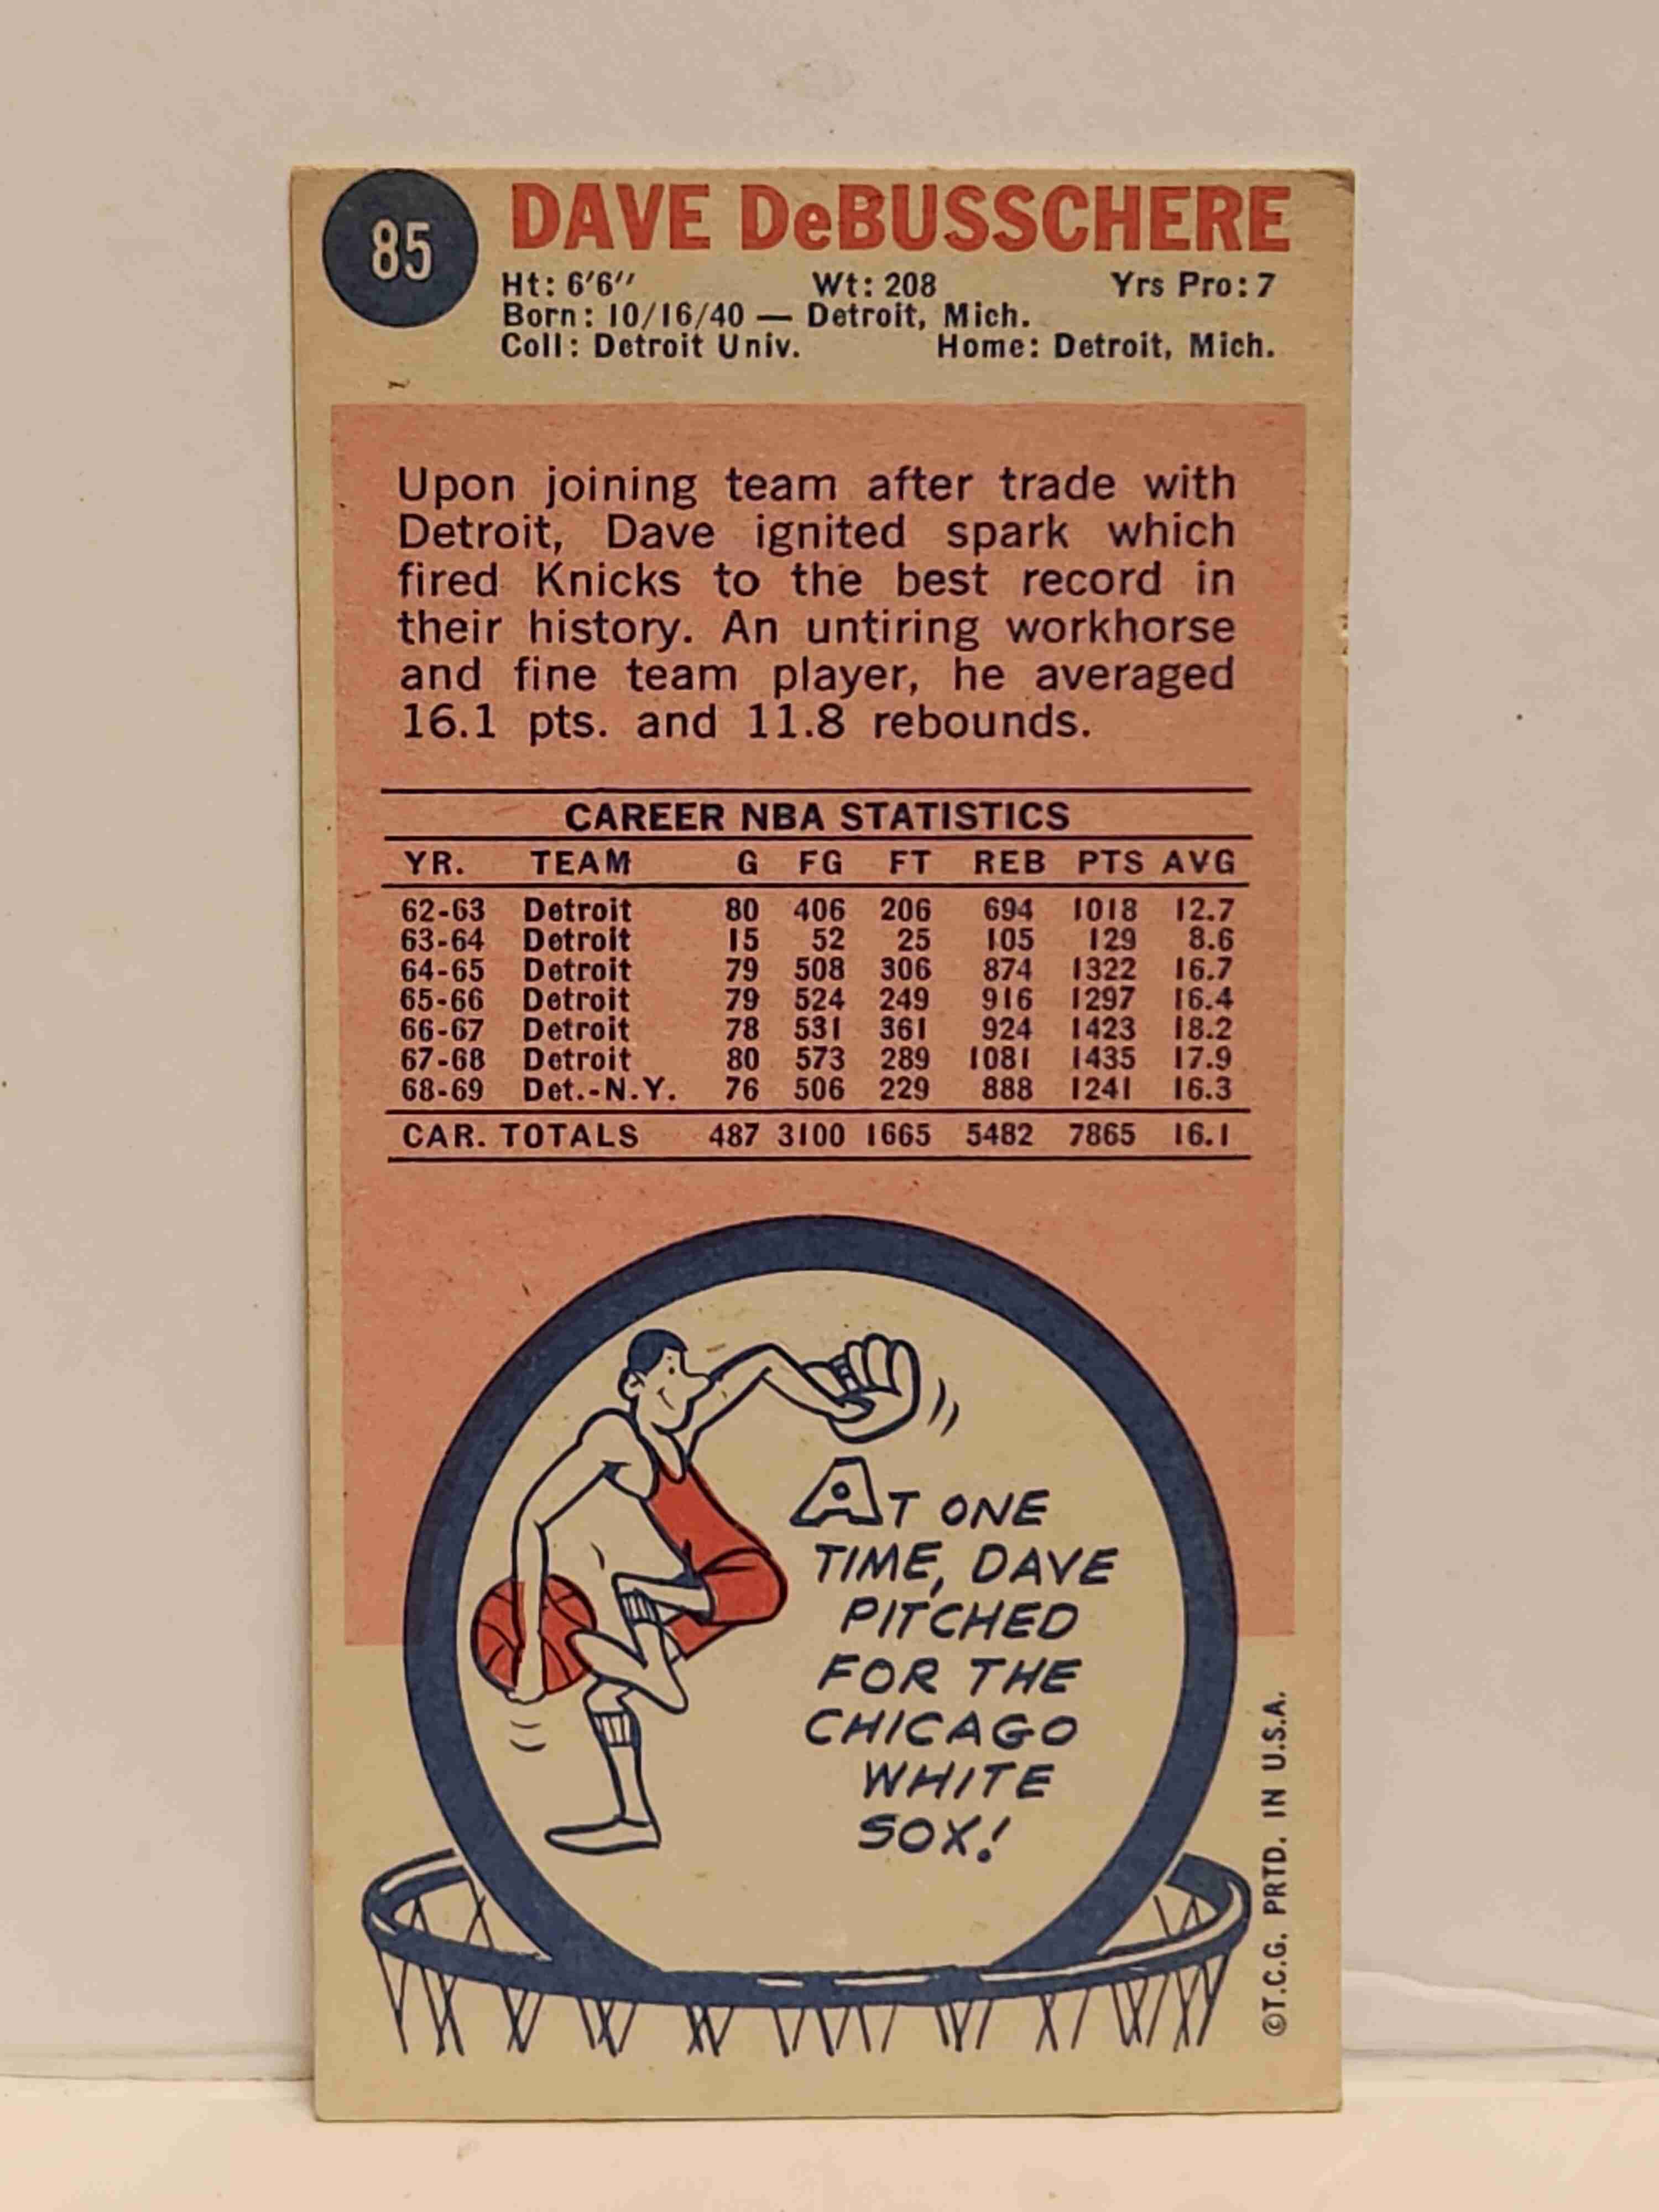 85
DAVE DeBUSSCHERE
Ht: 6'6" Wt: 208 Yrs Pro: 7
Born: 10/16/40 — Detroit, Mich.
Coll: Detroit Univ. Home: Detroit, Mich.
Upon joining team after trade with
Detroit, Dave ignited spark which
fired Knicks to the best record in
their history. An untiring workhorse
and fine team player, he averaged
16.1 pts. and 11.8 rebounds.
CAREER NBA STATISTICS
YR. TEAM G FG FT REB PTS AVG
62-63 Detroit 80 406 206 694 1018 12.7
63-64 Detroit 15 52 25 105 129 8.6
64-65 Detroit 79 508 306 874 1322 16.7
65-66 Detroit 79 524 249 916 1297 16.4
66-67 Detroit 78 531 361 924 1423 18.2
67-68 Detroit 80 573 289 1081 1435 17.9
68-69 Det.-N.Y. 76 506 229 888 1241 16.3
CAR. TOTALS 487 3100 1665 5482 7865 16.1
AT ONE
TIME, DAVE
PITCHED
FOR THE
CHICAGO
WHITE
SOX!
©T.C.G. PRTD. IN U.S.A.